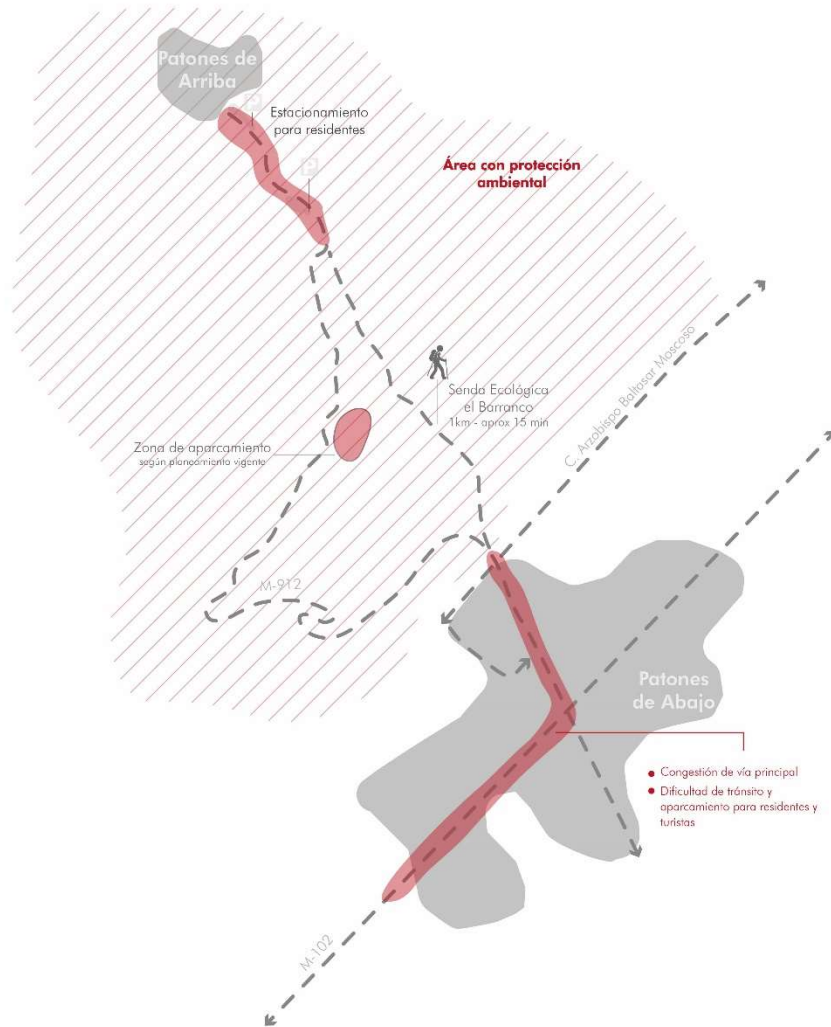 Patones de
Arriba
P
Estacionamiento
para residentes
P
Área con protección
ambiental
C. Arzobispo Baltasar Moscoso
Senda Ecológica
el Barranco
1km - aprox 15 min
Zona de aparcamiento
según planeamiento vigente
M-912
Patones
de Abajo
Congestión de vía principal
Dificultad de tránsito y
aparcamiento para residentes y
turistas
M-102